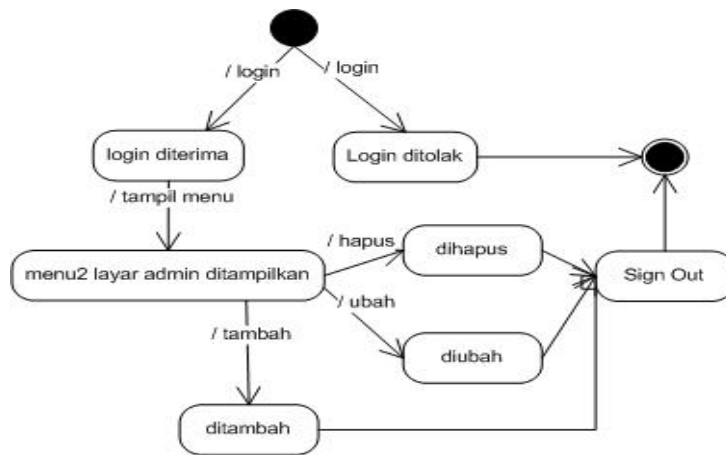 / login
/ login
login diterima
Login ditolak
/ tampil menu
/ hapus
dihapus
menu2 layar admin ditampilkan
Sign Out
/ ubah
/ tambah
diubah
ditambah